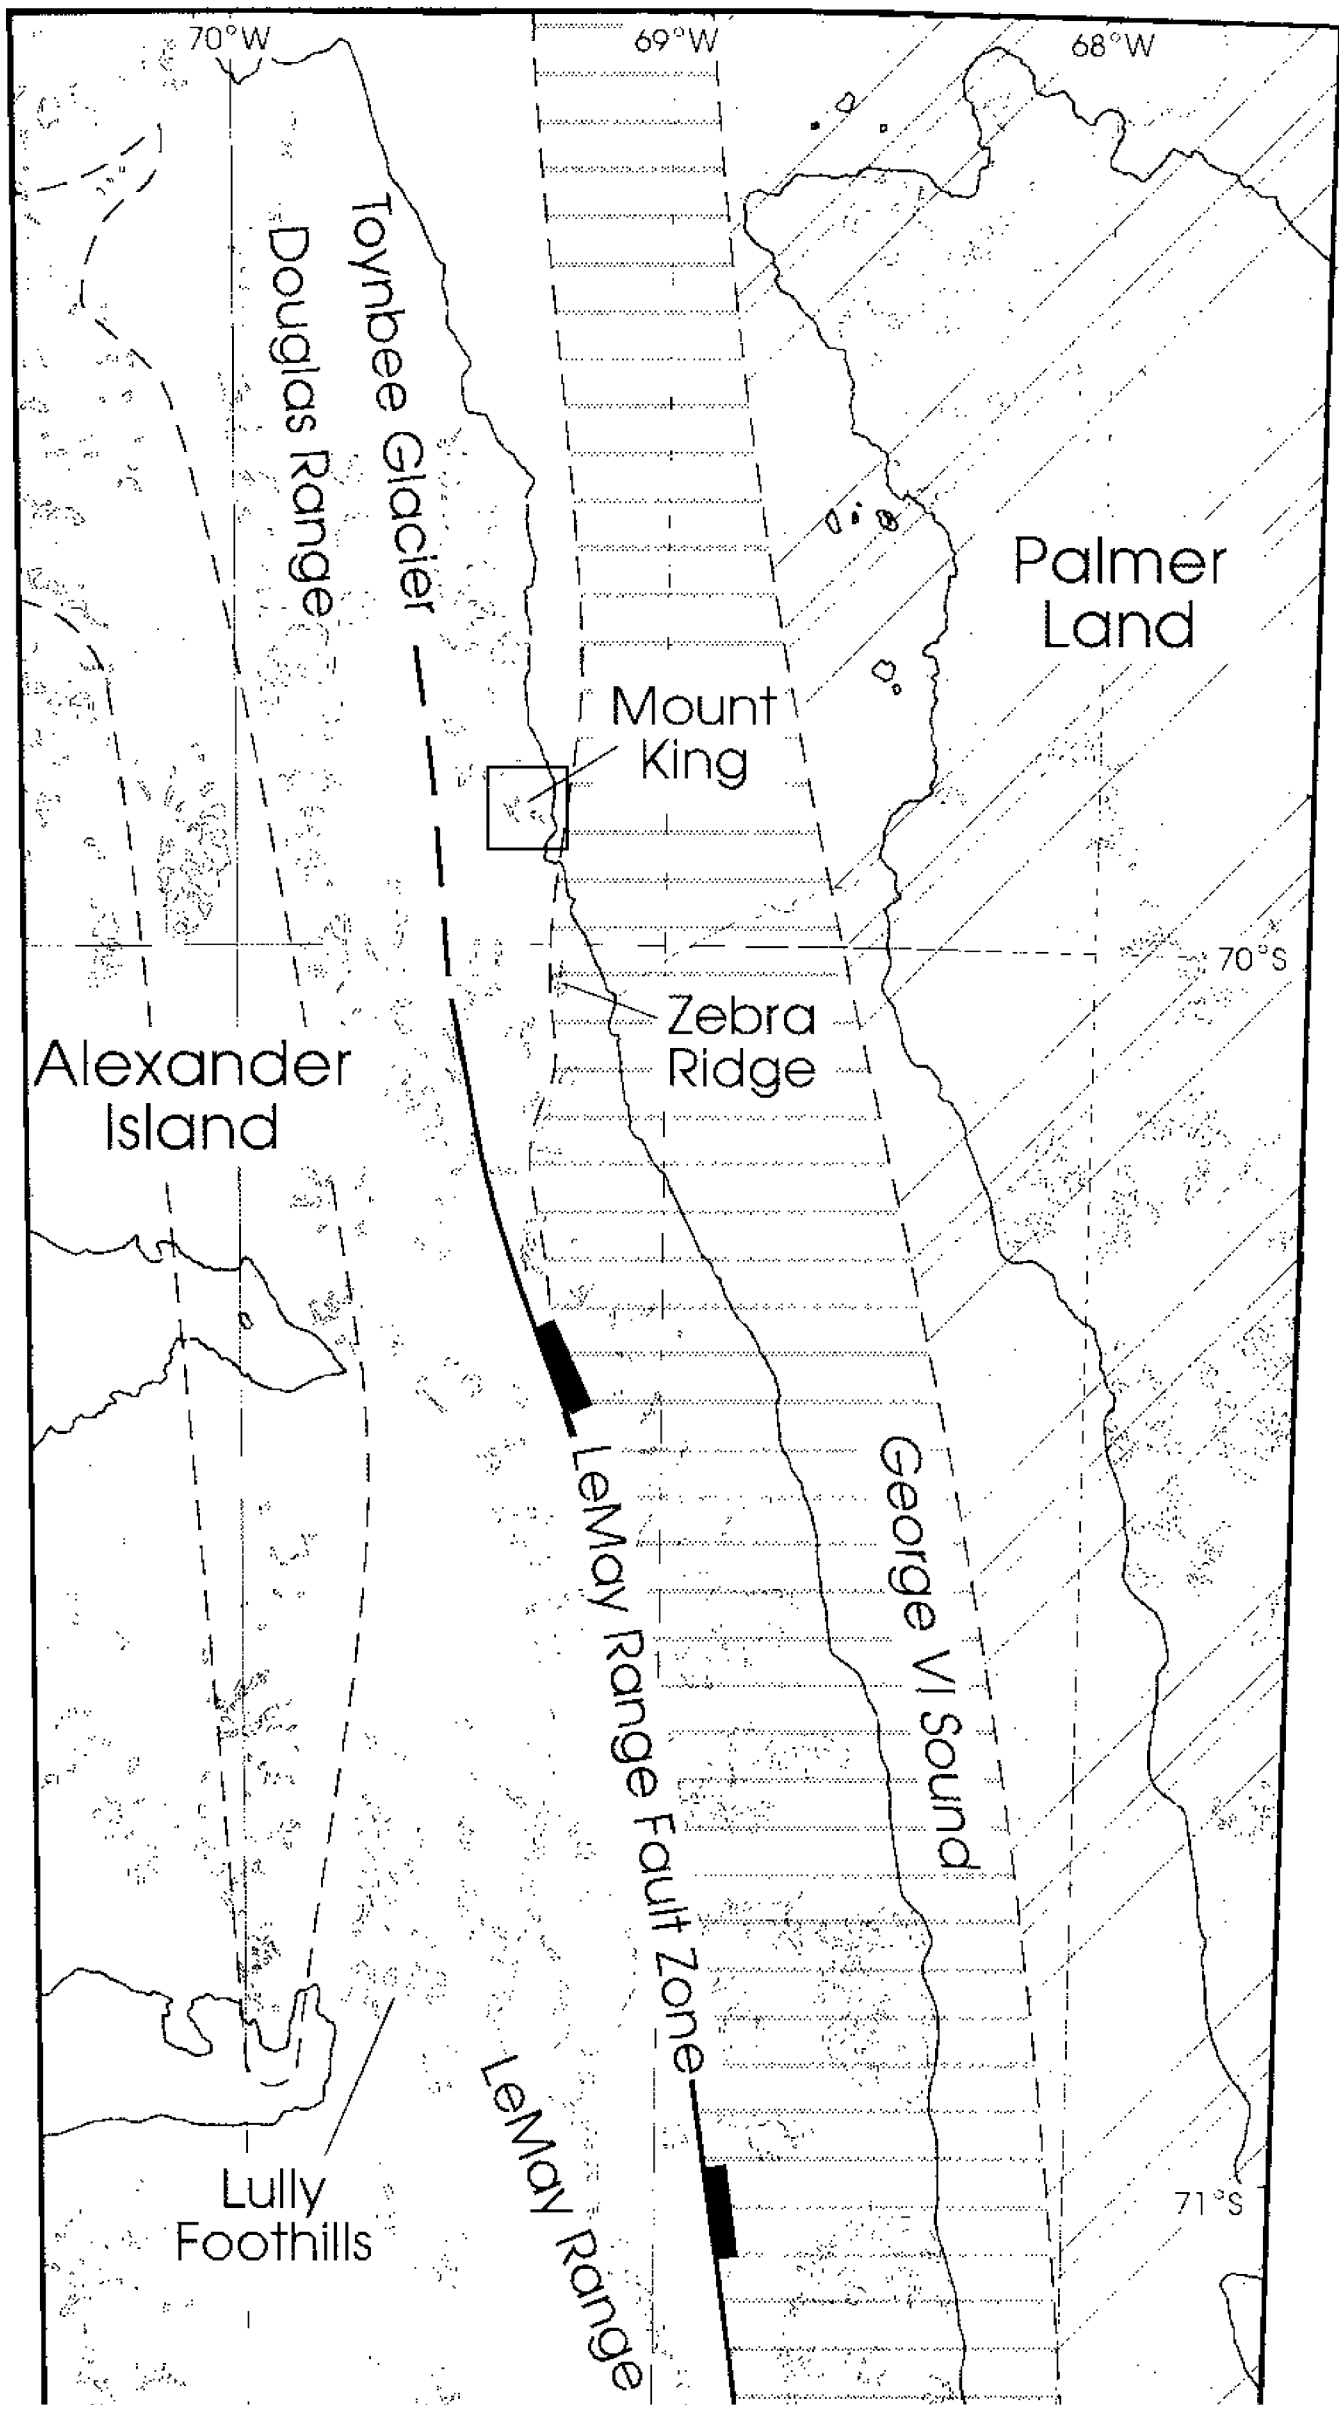 70°W
69°W
68°W
Toynbee Glacier
Douglas Range
Palmer
Land
Mount
King
70°S
Zebra
Ridge
Alexander
Island
George VI Sound
LeMay Range Fault Zone
LeMay Range
Lully
Foothills
71°S